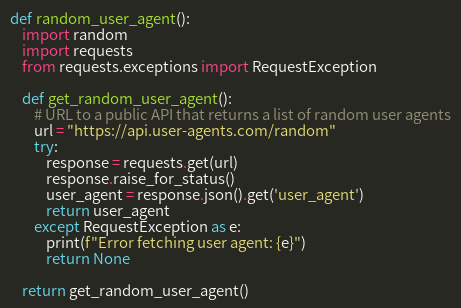 def random_user_agent():
    import random
    import requests
    from requests.exceptions import RequestException

    def get_random_user_agent():
        # URL to a public API that returns a list of random user agents
        url = "https://api.user-agents.com/random"
        try:
            response = requests.get(url)
            response.raise_for_status()
            user_agent = response.json().get('user_agent')
            return user_agent
        except RequestException as e:
            print(f"Error fetching user agent: {e}")
            return None

    return get_random_user_agent()